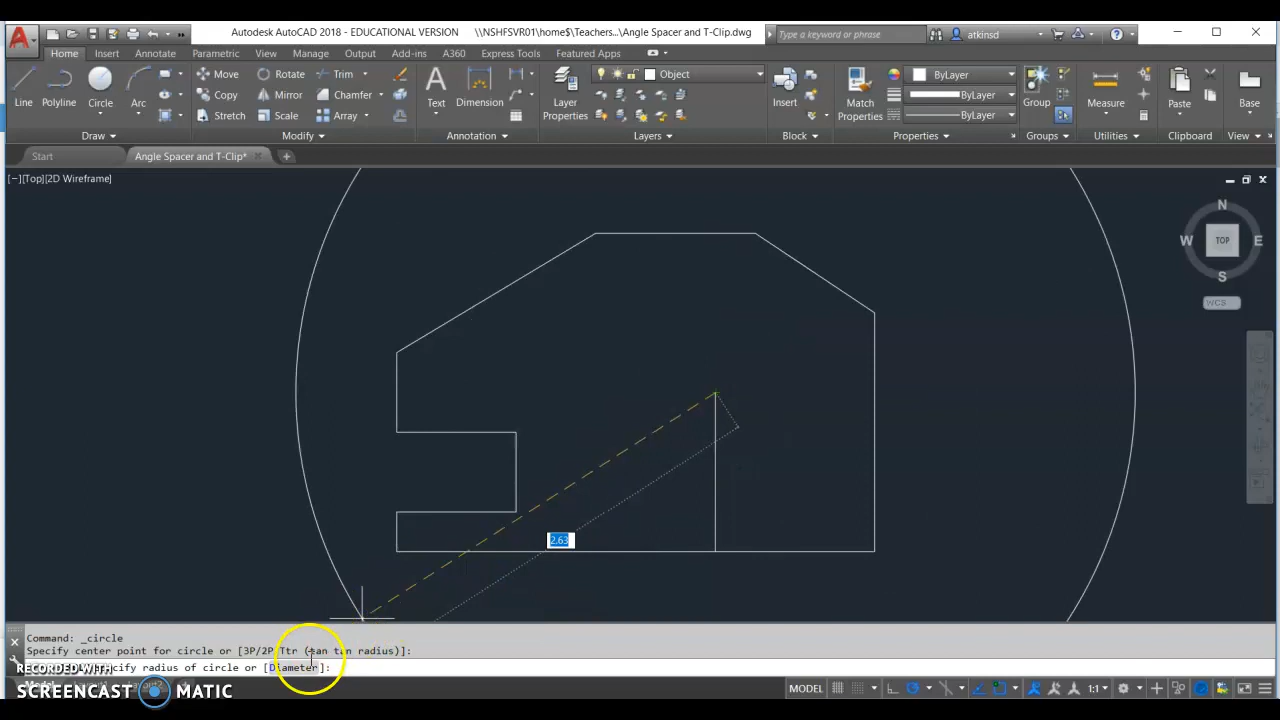 Autodesk AutoCAD 2018 - EDUCATIONAL VERSION \\NSHFSVR01\home$\Teachers...\Angle Spacer and T-Clip.dwg
Type a keyword or phrase
atkinsd
Home Insert Annotate Parametric View Manage Output Add-ins A360 Express Tools Featured Apps
Line Polyline Circle Arc
Move Rotate Trim
Copy Mirror Chamfer
Stretch Scale Array
Text Dimension
Layer Properties
Object
Insert
Match Properties
ByLayer
ByLayer
ByLayer
Group
Measure
Paste
Base
Draw Modify Annotation Layers Block Properties Groups Utilities Clipboard View
Start Angle Spacer and T-Clip*
[−][Top][2D Wireframe]
N
W TOP E
S
WCS
2.63
Command: _circle
Specify center point for circle or [3P/2P/Ttr (tan tan radius)]:
specify radius of circle or [Diameter]:
RECORDED WITH
SCREENCAST MATIC
MODEL 1:1